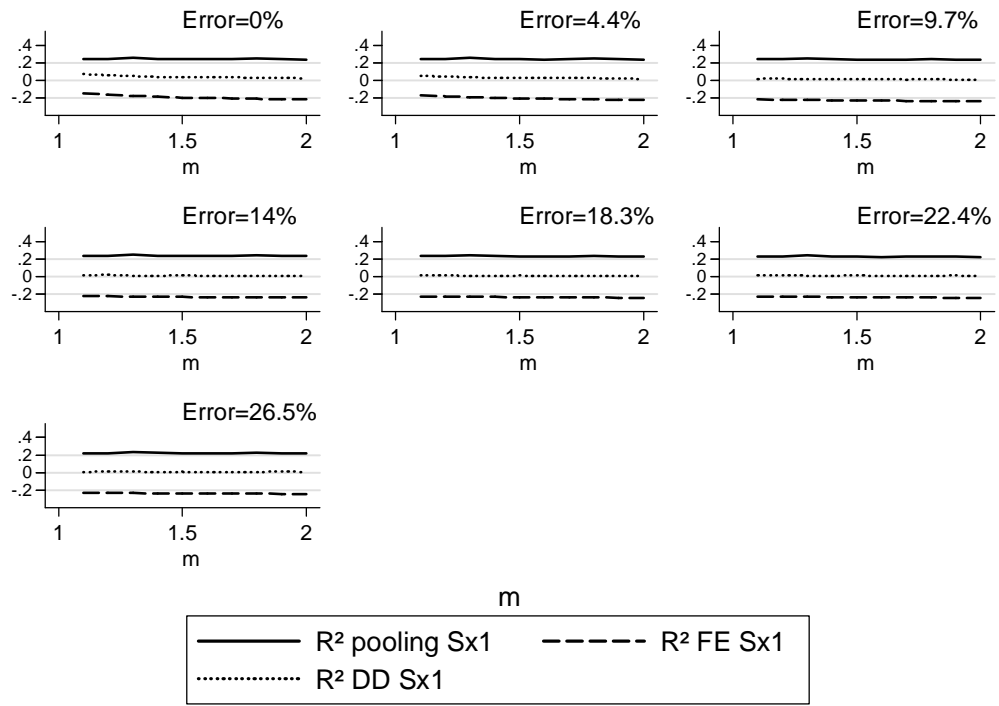 Error=0% Error=4.4% Error=9.7%
.4 .4 .4
.2 .2 .2
0 0 0
-.2 -.2 -.2
1 1.5 2 1 1.5 2 1 1.5 2
m m m
Error=14% Error=18.3% Error=22.4%
.4 .4 .4
.2 .2 .2
0 0 0
-.2 -.2 -.2
1 1.5 2 1 1.5 2 1 1.5 2
m m m
Error=26.5%
.4
.2
0
-.2
1 1.5 2
m
m
R² pooling Sx1 R² FE Sx1
R² DD Sx1